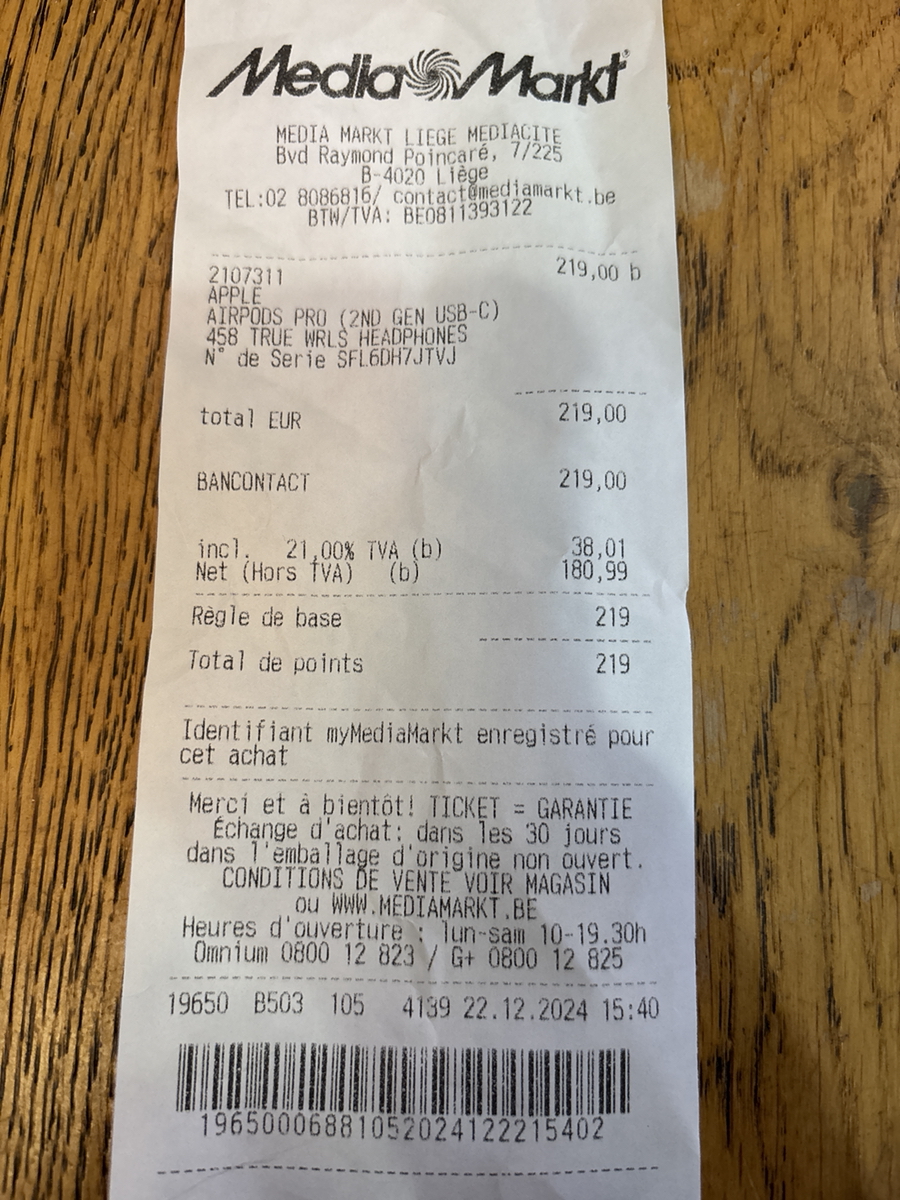 Media Markt
MEDIA MARKT LIEGE MEDIACITE
Bvd Raymond Poincaré, 7/225
B-4020 Liège
TEL:02 8086816/ contact@mediamarkt.be
BTW/TVA: BE0811393122
2107311 219,00 b
APPLE
AIRPODS PRO (2ND GEN USB-C)
458 TRUE WRLS HEADPHONES
N° de Serie SFL6DH7JTVJ
total EUR 219,00
BANCONTACT 219,00
incl. 21,00% TVA (b) 38,01
Net (Hors TVA) (b) 180,99
Règle de base 219
Total de points 219
Identifiant myMediaMarkt enregistré pour
cet achat
Merci et à bientôt! TICKET = GARANTIE
Échange d'achat: dans les 30 jours
dans l'emballage d'origine non ouvert.
CONDITIONS DE VENTE VOIR MAGASIN
ou WWW.MEDIAMARKT.BE
Heures d'ouverture : lun-sam 10-19.30h
Omnium 0800 12 823 / G+ 0800 12 825
19650 B503 105 4139 22.12.2024 15:40
19650006881052024122215402